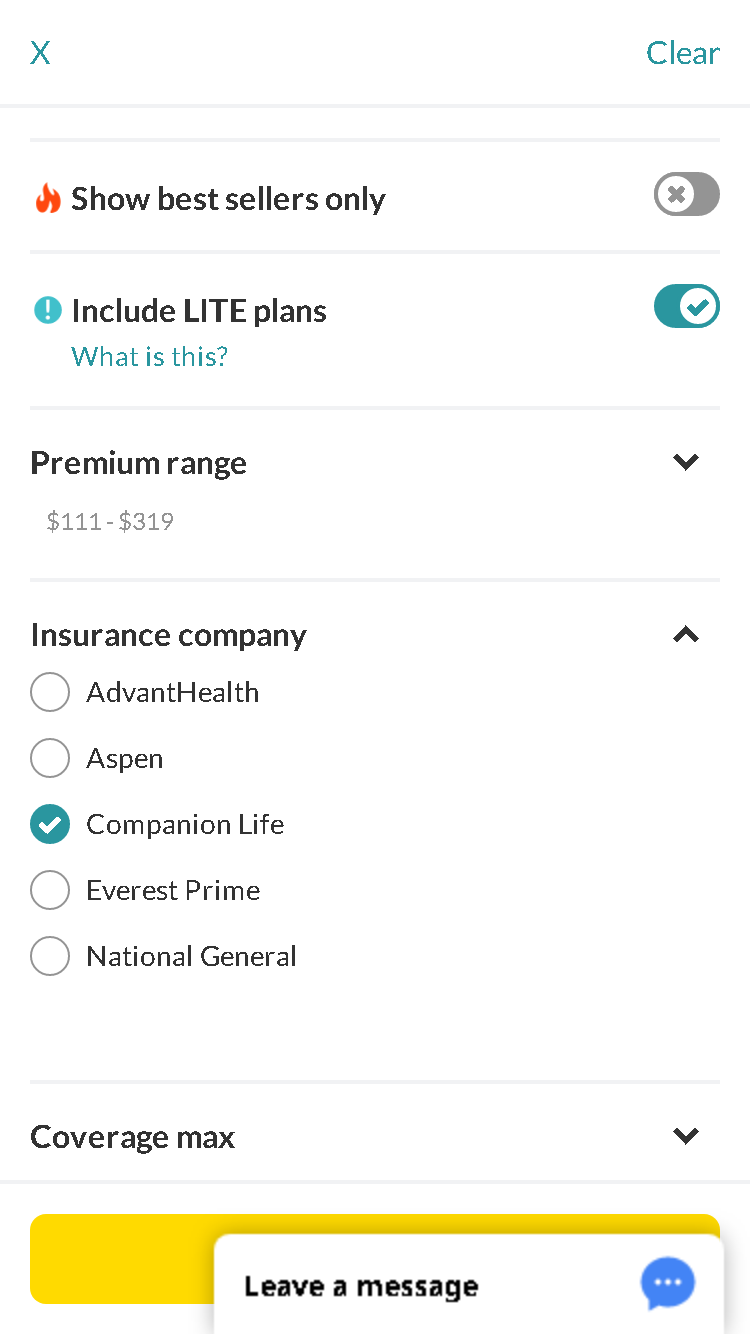 X
Clear
Show best sellers only
Include LITE plans
What is this?
Premium range
$111 - $319
Insurance company
AdvantHealth
Aspen
Companion Life
Everest Prime
National General
Coverage max
Leave a message